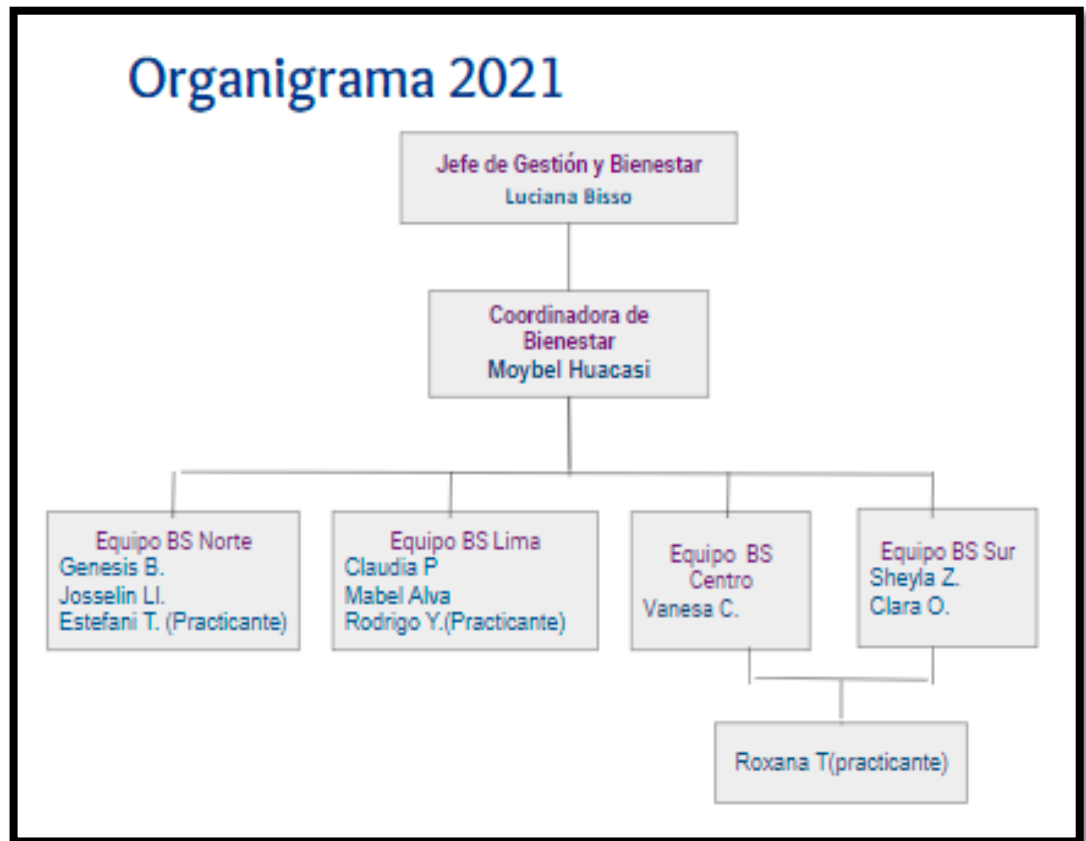 Organigrama 2021
Jefe de Gestión y Bienestar
Luciana Bisso
Coordinadora de
Bienestar
Moybel Huacasi
Equipo BS Norte
Genesis B.
Josselin Ll.
Estefani T. (Practicante)
Equipo BS Lima
Claudia P
Mabel Alva
Rodrigo Y.(Practicante)
Equipo BS
Centro
Vanesa C.
Equipo BS Sur
Sheyla Z.
Clara O.
Roxana T(practicante)